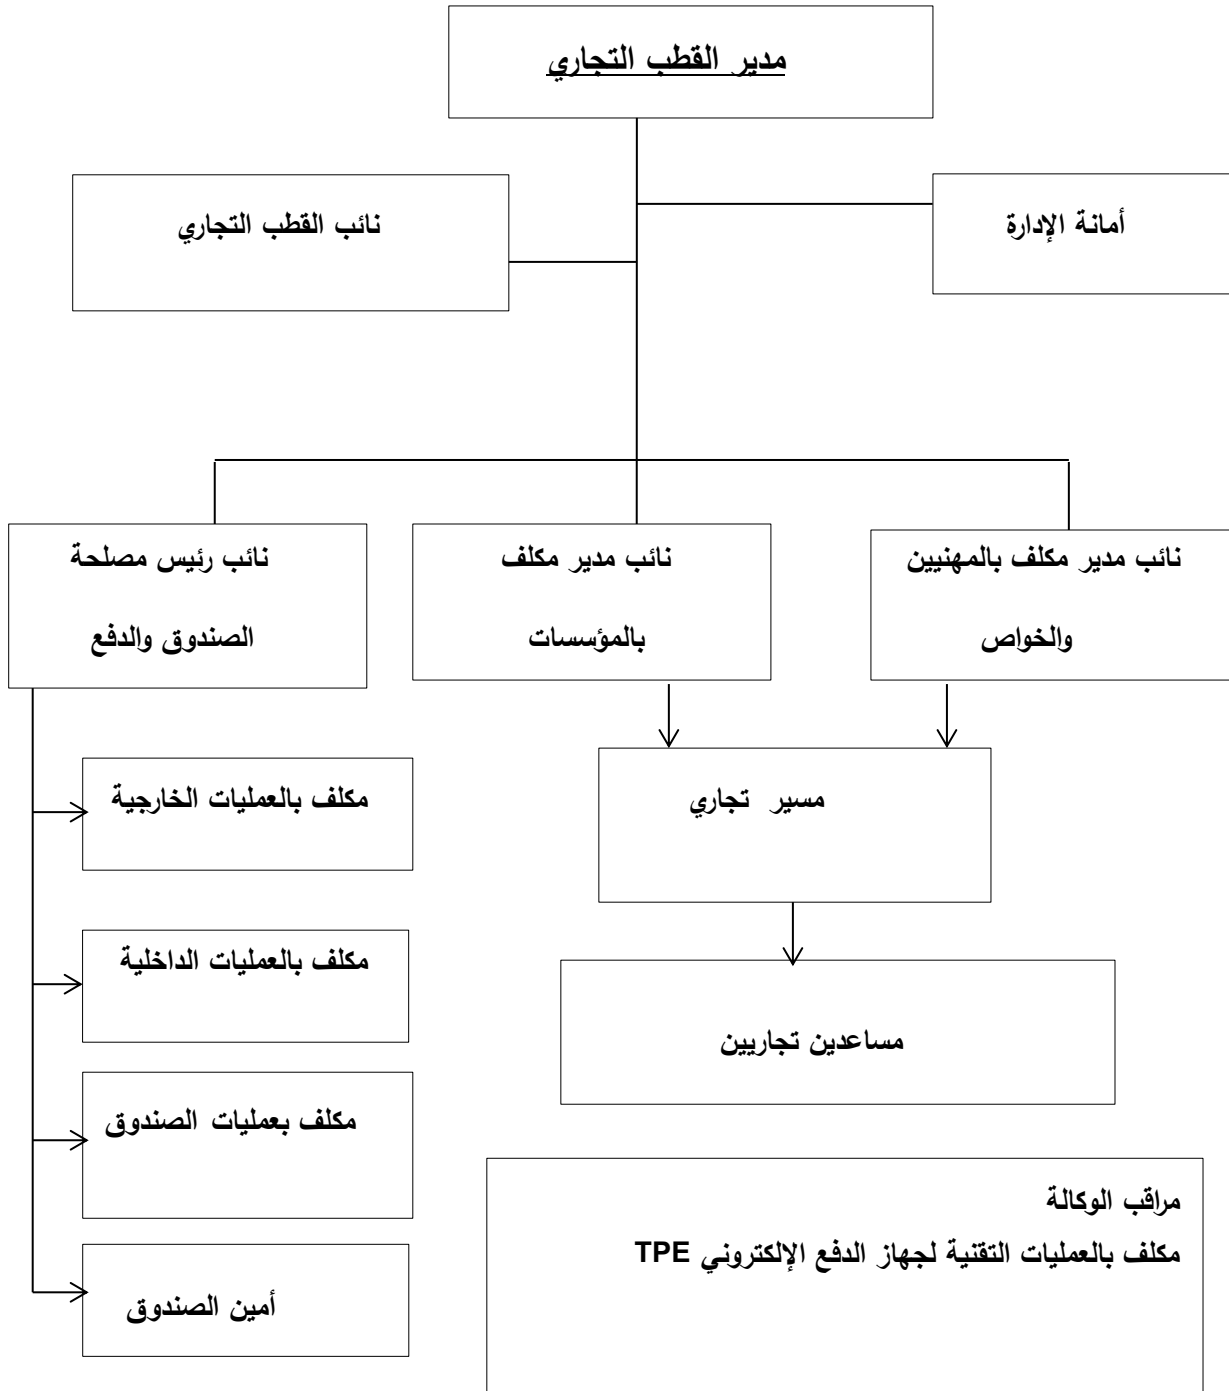 مدير القطب التجاري
أمانة الإدارة
نائب القطب التجاري
نائب مدير مكلف بالمهنيين
والخواص
نائب مدير مكلف
بالمؤسسات
نائب رئيس مصلحة
الصندوق والدفع
مسير تجاري
مساعدين تجاريين
مكلف بالعمليات الخارجية
مكلف بالعمليات الداخلية
مكلف بعمليات الصندوق
أمين الصندوق
مراقب الوكالة
مكلف بالعمليات التقنية لجهاز الدفع الإلكتروني TPE